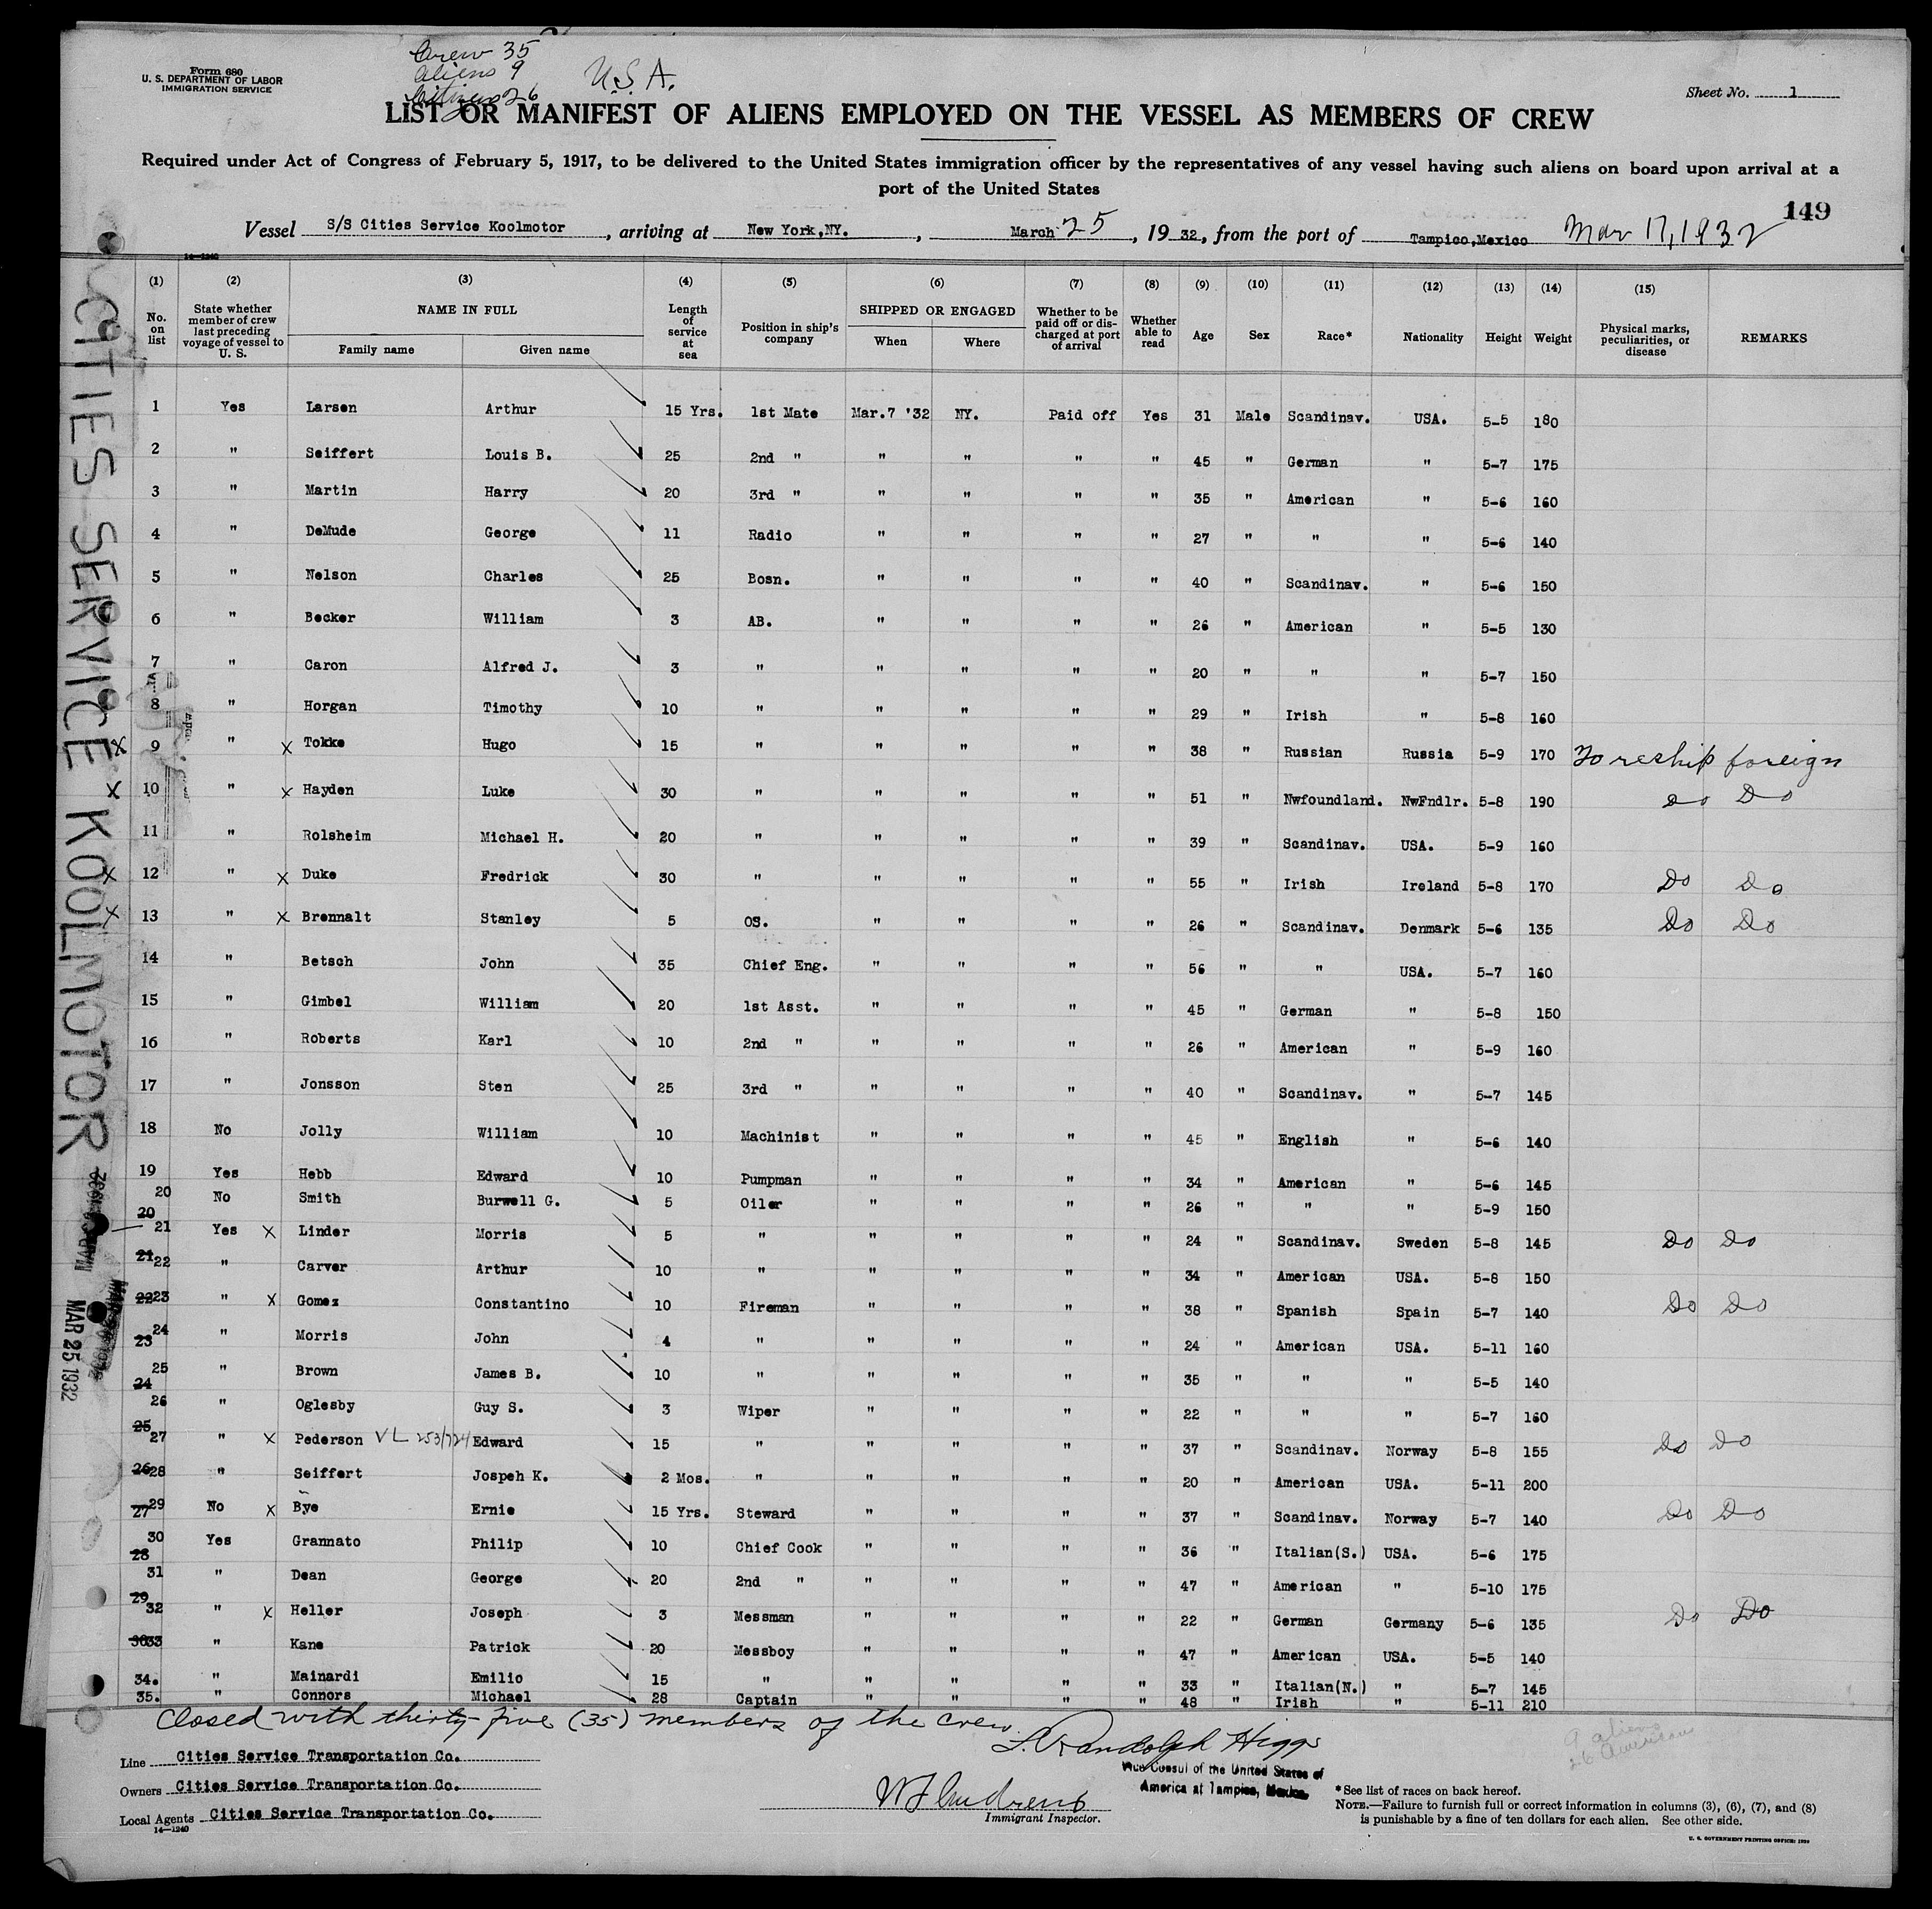 Crew 35
Aliens 9
Citizens 26
U.S.A.
Form 680
U. S. DEPARTMENT OF LABOR
IMMIGRATION SERVICE
Sheet No. 1
LIST OR MANIFEST OF ALIENS EMPLOYED ON THE VESSEL AS MEMBERS OF CREW
Required under Act of Congress of February 5, 1917, to be delivered to the United States immigration officer by the representatives of any vessel having such aliens on board upon arrival at a
port of the United States
149
Vessel S/S Cities Service Koolmotor, arriving at New York,NY., March 25, 1932, from the port of Tampico,Mexico Mar 17, 1932
14—1240
(1) (2) (3) (4) (5) (6) (7) (8) (9) (10) (11) (12) (13) (14) (15)
No. on list | State whether member of crew last preceding voyage of vessel to U. S. | NAME IN FULL Family name Given name | Length of service at sea | Position in ship's company | SHIPPED OR ENGAGED When Where | Whether to be paid off or discharged at port of arrival | Whether able to read | Age | Sex | Race* | Nationality | Height | Weight | Physical marks, peculiarities, or disease | REMARKS
1 Yes Larsen Arthur 15 Yrs. 1st Mate Mar.7 '32 NY. Paid off Yes 31 Male Scandinav. USA. 5-5 180
2 " Seiffert Louis B. 25 2nd " " " " " 45 " German " 5-7 175
3 " Martin Harry 20 3rd " " " " " 35 " American " 5-6 160
4 " DeMude George 11 Radio " " " " 27 " " " 5-6 140
5 " Nelson Charles 25 Bosn. " " " " 40 " Scandinav. " 5-6 150
6 " Becker William 3 AB. " " " " 26 " American " 5-5 130
7 " Caron Alfred J. 3 " " " " " 20 " " " 5-7 150
8 " Horgan Timothy 10 " " " " " 29 " Irish " 5-8 160
x 9 " x Tokke Hugo 15 " " " " " 38 " Russian Russia 5-9 170 To reship foreign
x 10 " x Hayden Luke 30 " " " " " 51 " Nwfoundland. NwFndlr. 5-8 190 Do Do
11 " Rolsheim Michael H. 20 " " " " " 39 " Scandinav. USA. 5-9 160
x 12 " x Duke Fredrick 30 " " " " " 55 " Irish Ireland 5-8 170 Do Do
x 13 " x Brennalt Stanley 5 OS. " " " " 26 " Scandinav. Denmark 5-6 135 Do Do
14 " Betsch John 35 Chief Eng. " " " " 56 " " USA. 5-7 160
15 " Gimbel William 20 1st Asst. " " " " 45 " German " 5-8 150
16 " Roberts Karl 10 2nd " " " " " 26 " American " 5-9 160
17 " Jonsson Sten 25 3rd " " " " " 40 " Scandinav. " 5-7 145
18 No Jolly William 10 Machinist " " " " 45 " English " 5-6 140
19 Yes Hebb Edward 10 Pumpman " " " " 34 " American " 5-6 145
20 No Smith Burwell G. 5 Oiler " " " " 26 " " " 5-9 150
20 21 Yes x Linder Morris 5 " " " " " 24 " Scandinav. Sweden 5-8 145 Do Do
21 22 " Carver Arthur 10 " " " " " 34 " American USA. 5-8 150
22 23 " x Gomez Constantino 10 Fireman " " " " 38 " Spanish Spain 5-7 140 Do Do
23 24 " Morris John 4 " " " " " 24 " American USA. 5-11 160
24 25 " Brown James B. 10 " " " " " 35 " " " 5-5 140
25 26 " Oglesby Guy S. 3 Wiper " " " " 22 " " " 5-7 160
27 " x Pederson VL 253/724 Edward 15 " " " " " 37 " Scandinav. Norway 5-8 155 Do Do
26 28 " Seiffert Jospeh K. 2 Mos. " " " " " 20 " American USA. 5-11 200
27 29 No x Bye Ernie 15 Yrs. Steward " " " " 37 " Scandinav. Norway 5-7 140 Do Do
28 30 Yes Grannato Philip 10 Chief Cook " " " " 36 " Italian(S.) USA. 5-6 175
29 31 " Dean George 20 2nd " " " " " 47 " American " 5-10 175
32 " x Heller Joseph 3 Messman " " " " 22 " German Germany 5-6 135 Do Do
30 33 " Kane Patrick 20 Messboy " " " " 47 " American USA. 5-5 140
34. " Mainardi Emilio 15 " " " " " 33 " Italian(N.) " 5-7 145
35. " Connors Michael 28 Captain " " " " 48 " Irish " 5-11 210
CITIES SERVICE KOOLMOTOR
MAR 25 1932
Closed with thirty-five (35) members of the crew.
9 aliens
26 American
Line Cities Service Transportation Co.
Owners Cities Service Transportation Co.
Local Agents Cities Service Transportation Co.
14—1240
L. Randolph Higgs
Vice Consul of the United States of
America at Tampico, Mexico.
Immigrant Inspector.
*See list of races on back hereof.
NOTE.—Failure to furnish full or correct information in columns (3), (6), (7), and (8)
is punishable by a fine of ten dollars for each alien. See other side.
U. S. GOVERNMENT PRINTING OFFICE: 1930